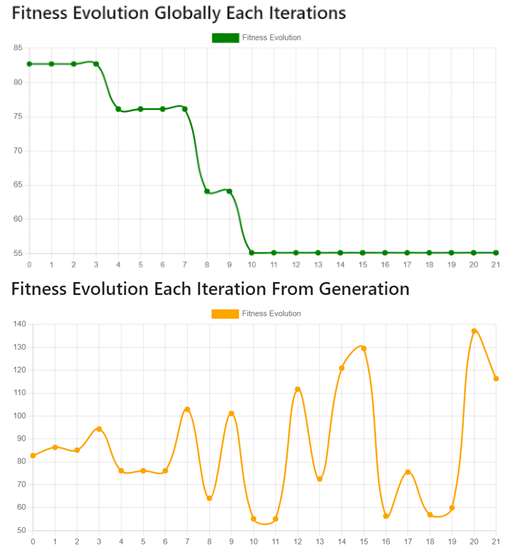 Fitness Evolution Globally Each Iterations
Fitness Evolution
85
80
75
70
65
60
55
0 1 2 3 4 5 6 7 8 9 10 11 12 13 14 15 16 17 18 19 20 21
Fitness Evolution Each Iteration From Generation
Fitness Evolution
140
130
120
110
100
90
80
70
60
50
0 1 2 3 4 5 6 7 8 9 10 11 12 13 14 15 16 17 18 19 20 21